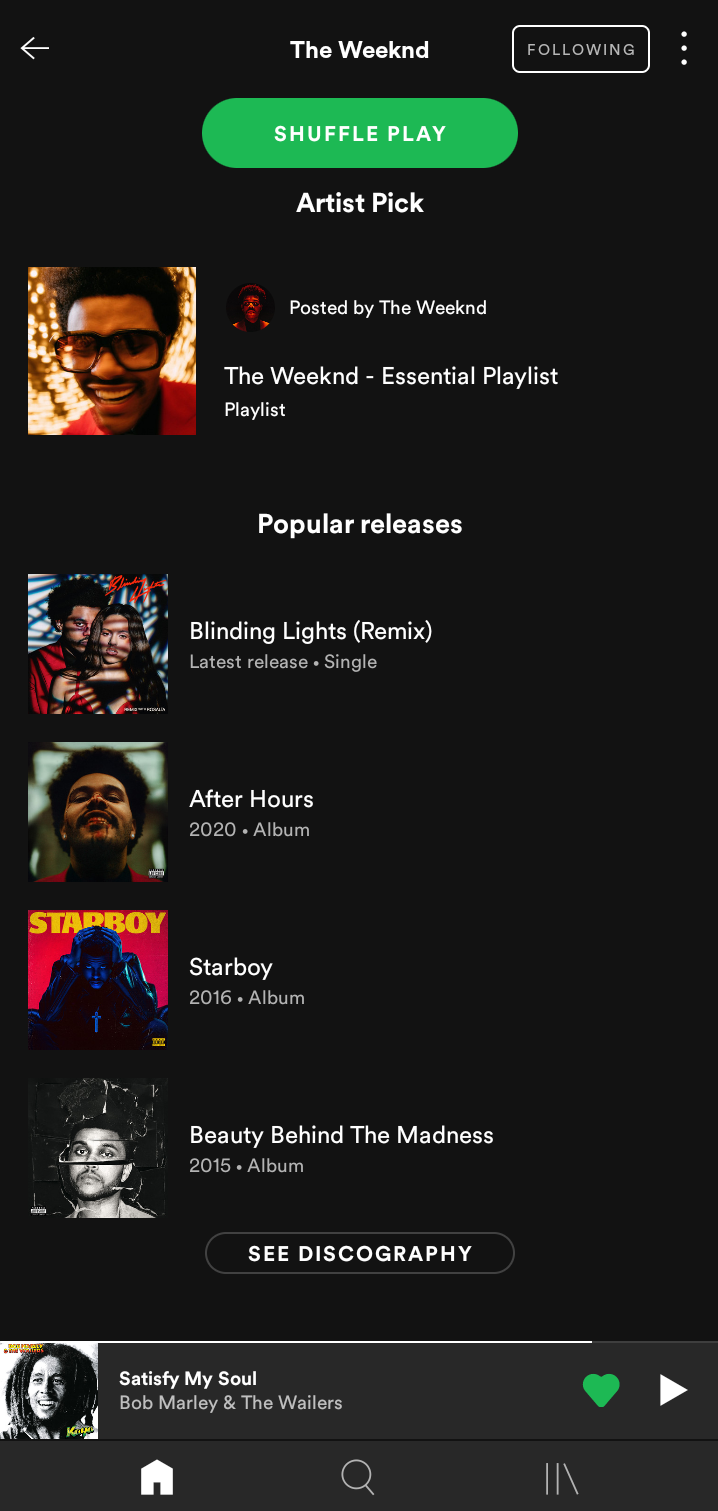 The Weeknd
FOLLOWING
SHUFFLE PLAY
Artist Pick
Posted by The Weeknd
The Weeknd - Essential Playlist
Playlist
Popular releases
Blinding Lights
Blinding Lights (Remix)
Latest release • Single
After Hours
2020 • Album
STARBOY
Starboy
2016 • Album
Beauty Behind The Madness
2015 • Album
SEE DISCOGRAPHY
Satisfy My Soul
Bob Marley & The Wailers